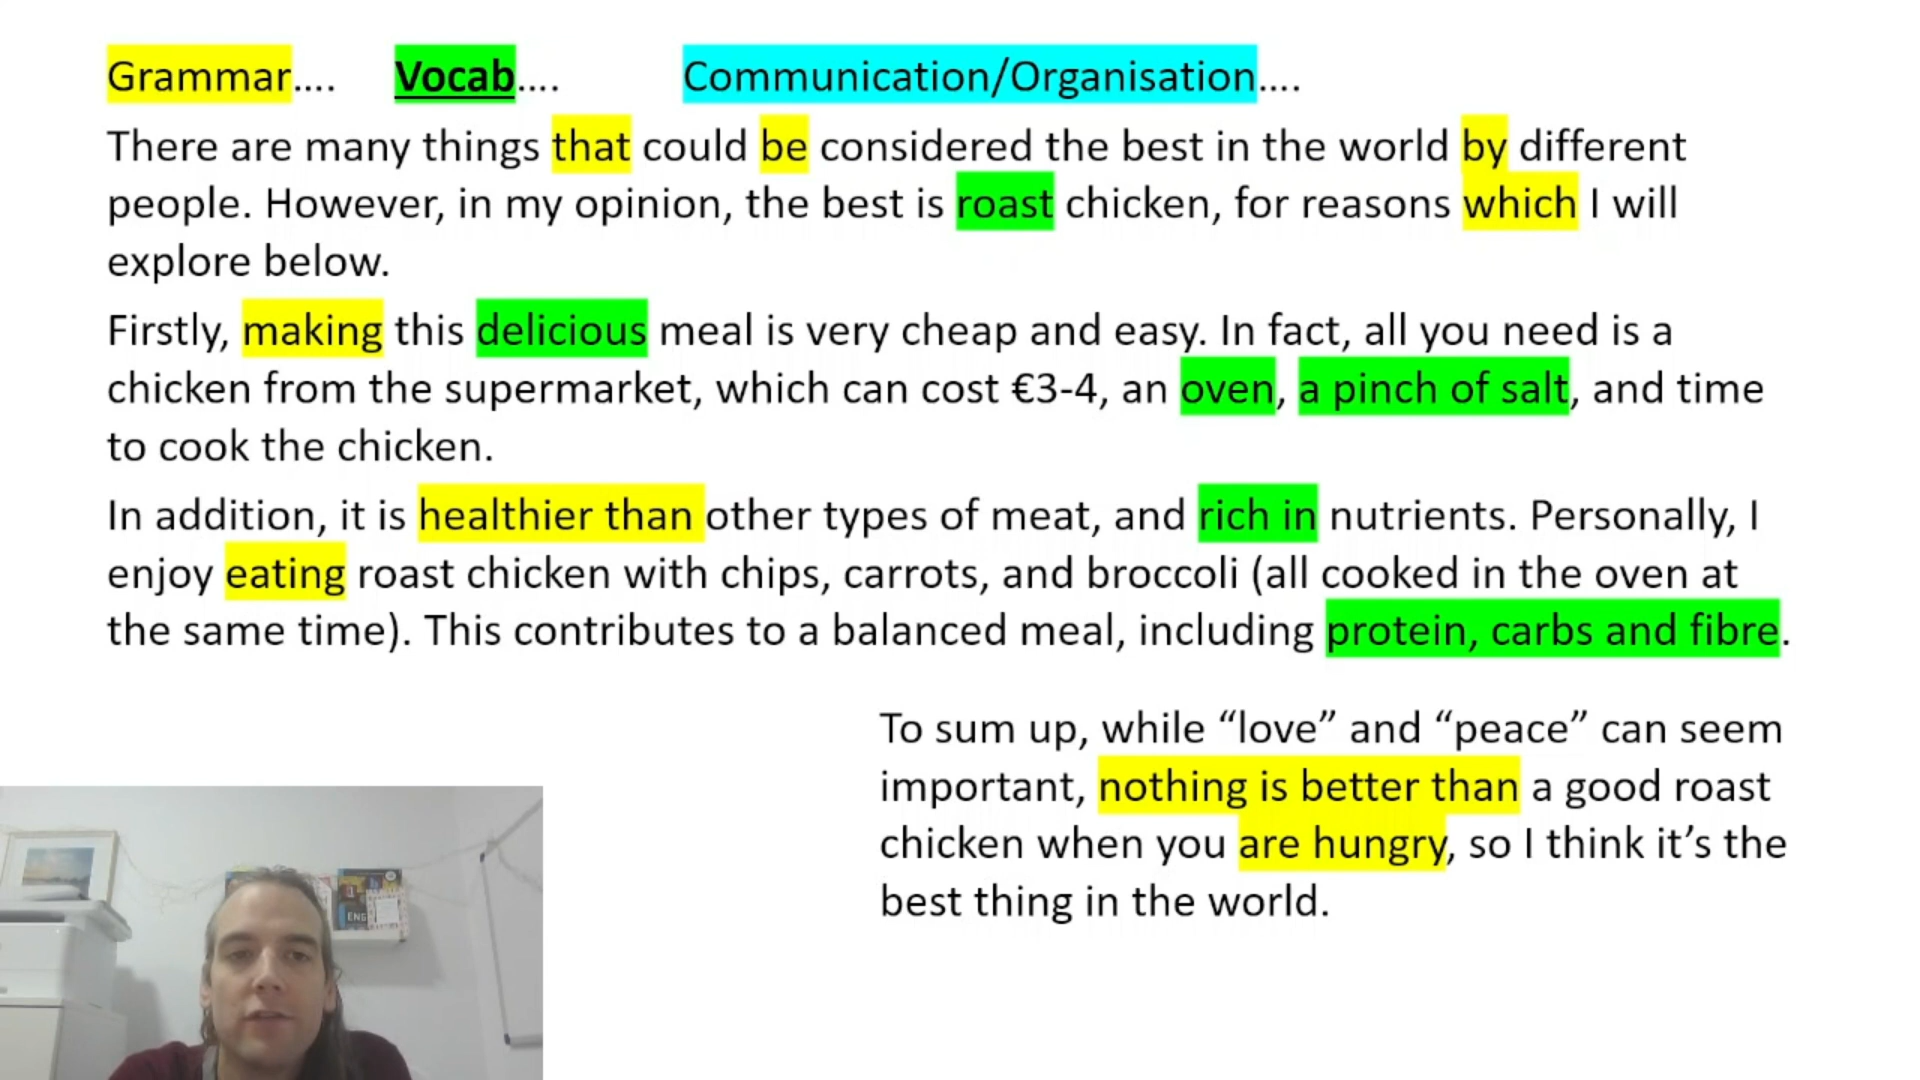 Grammar.... Vocab.... Communication/Organisation....
There are many things that could be considered the best in the world by different
people. However, in my opinion, the best is roast chicken, for reasons which I will
explore below.
Firstly, making this delicious meal is very cheap and easy. In fact, all you need is a
chicken from the supermarket, which can cost €3-4, an oven, a pinch of salt, and time
to cook the chicken.
In addition, it is healthier than other types of meat, and rich in nutrients. Personally, I
enjoy eating roast chicken with chips, carrots, and broccoli (all cooked in the oven at
the same time). This contributes to a balanced meal, including protein, carbs and fibre.
To sum up, while “love” and “peace” can seem
important, nothing is better than a good roast
chicken when you are hungry, so I think it’s the
best thing in the world.
ENG